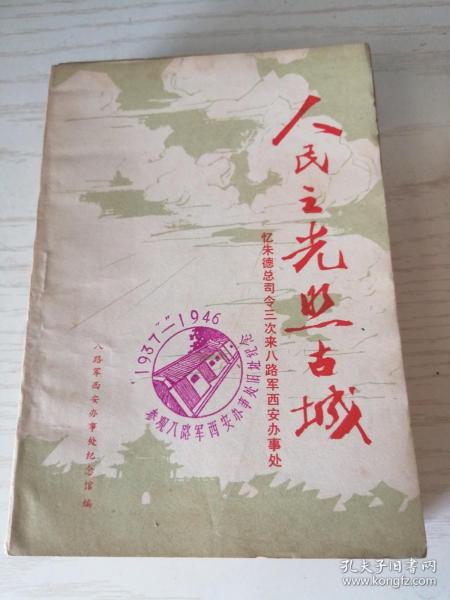 人民之光照古城
忆朱德总司令三次来八路军西安办事处
1937—1946
参观八路军西安办事处旧址纪念
八路军西安办事处纪念馆 编
孔夫子旧书网
www.kongfz.com